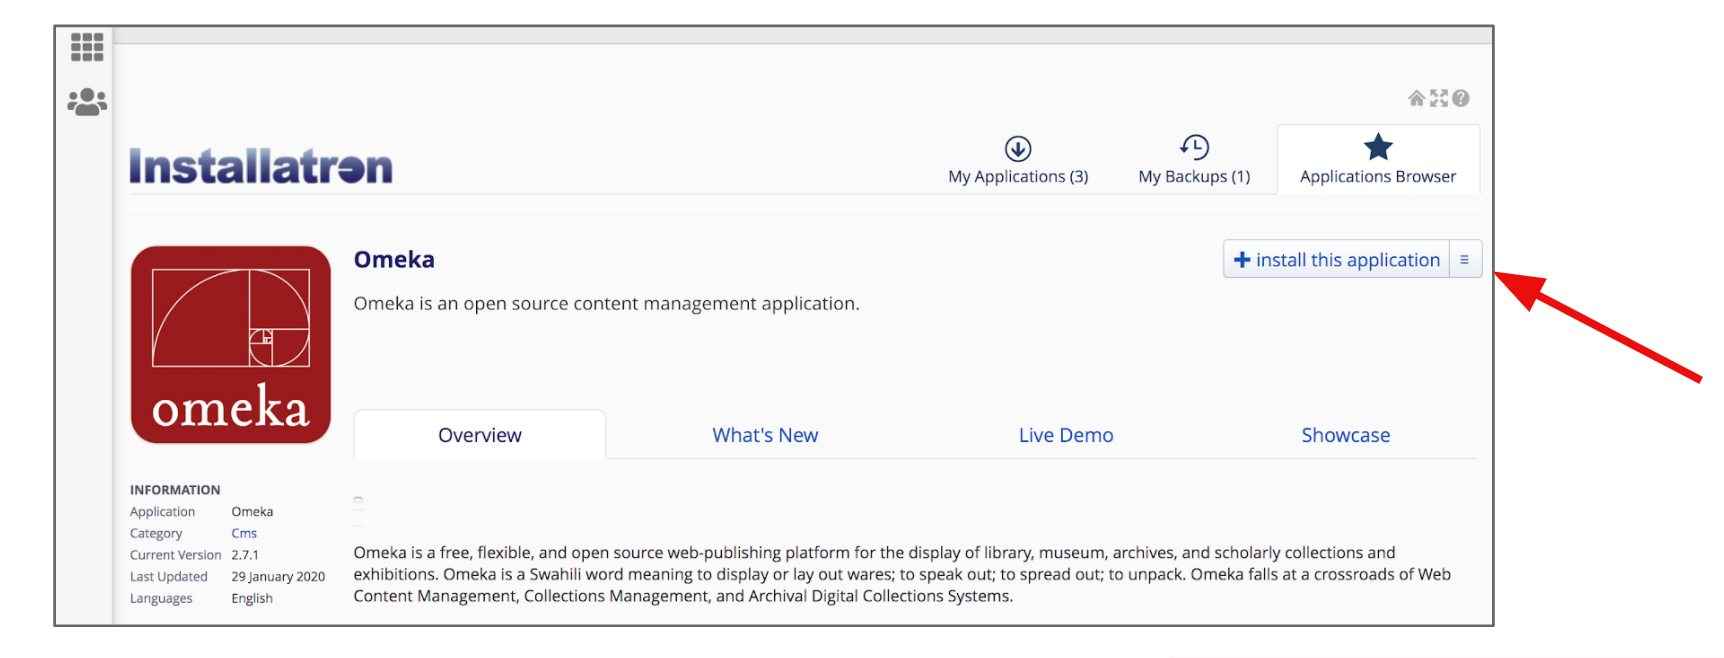 Installatron
My Applications (3)
My Backups (1)
Applications Browser
Omeka
install this application
Omeka is an open source content management application.
omeka
Overview
What's New
Live Demo
Showcase
INFORMATION
Application Omeka
Category Cms
Current Version 2.7.1
Last Updated 29 January 2020
Languages English
Omeka is a free, flexible, and open source web-publishing platform for the display of library, museum, archives, and scholarly collections and
exhibitions. Omeka is a Swahili word meaning to display or lay out wares; to speak out; to spread out; to unpack. Omeka falls at a crossroads of Web
Content Management, Collections Management, and Archival Digital Collections Systems.